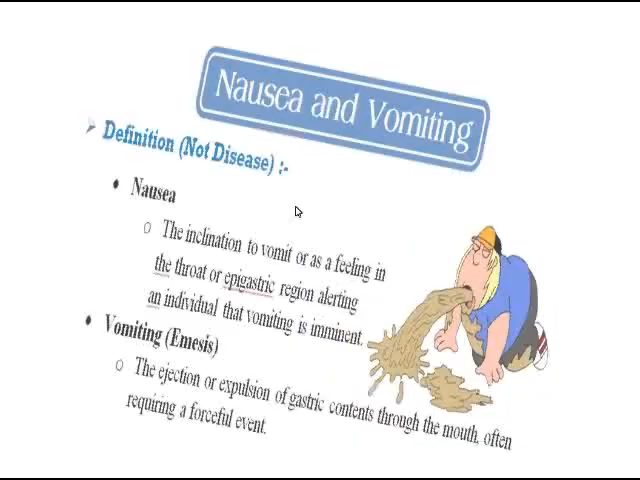 Nausea and Vomiting
➤ Definition (Not Disease) :-
• Nausea
o The inclination to vomit or as a feeling in
the throat or epigastric region alerting
an individual that vomiting is imminent.
• Vomiting (Emesis)
o The ejection or expulsion of gastric contents through the mouth, often
requiring a forceful event.